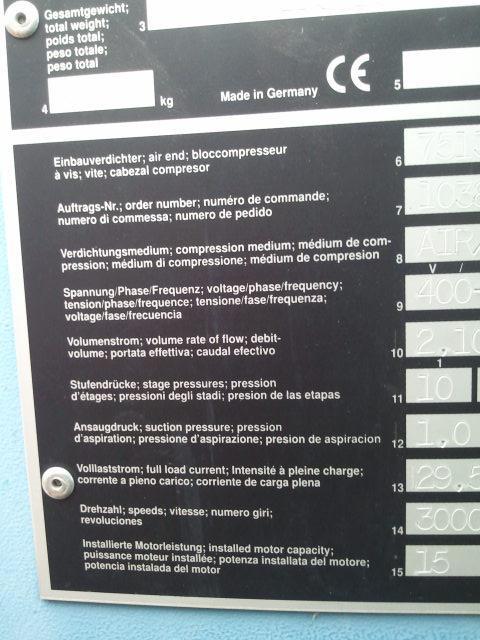 Gesamtgewicht;
total weight;
poids total;
peso totale;
peso total
3
4
kg
Made in Germany
CE
5
Einbauverdichter; air end; bloccompresseur
à vis; vite; cabezal compresor
6
Auftrags-Nr.; order number; numéro de commande;
numero di commessa; numero de pedido
7
Verdichtungsmedium; compression medium; médium de com-
pression; médium di compressione; médium de compresion
8
AIR
V /
Spannung/Phase/Frequenz; voltage/phase/frequency;
tension/phase/frequence; tensione/fase/frequenza;
voltage/fase/frecuencia
9
400-
Volumenstrom; volume rate of flow; debit-
volume; portata effettiva; caudal efectivo
10
2,10
1
Stufendrücke; stage pressures; pression
d'étages; pressioni degli stadi; presion de las etapas
11
10
Ansaugdruck; suction pressure; pression
d'aspiration; pressione d'aspirazione; presion de aspiracion
12
1,0
Vollaststrom; full load current; Intensité à pleine charge;
corrente a pieno carico; corriente de carga plena
13
29,5
Drehzahl; speeds; vitesse; numero giri;
revoluciones
14
3000
Installierte Motorleistung; installed motor capacity;
puissance moteur installée; potenza installata del motore;
potencia instalada del motor
15
15